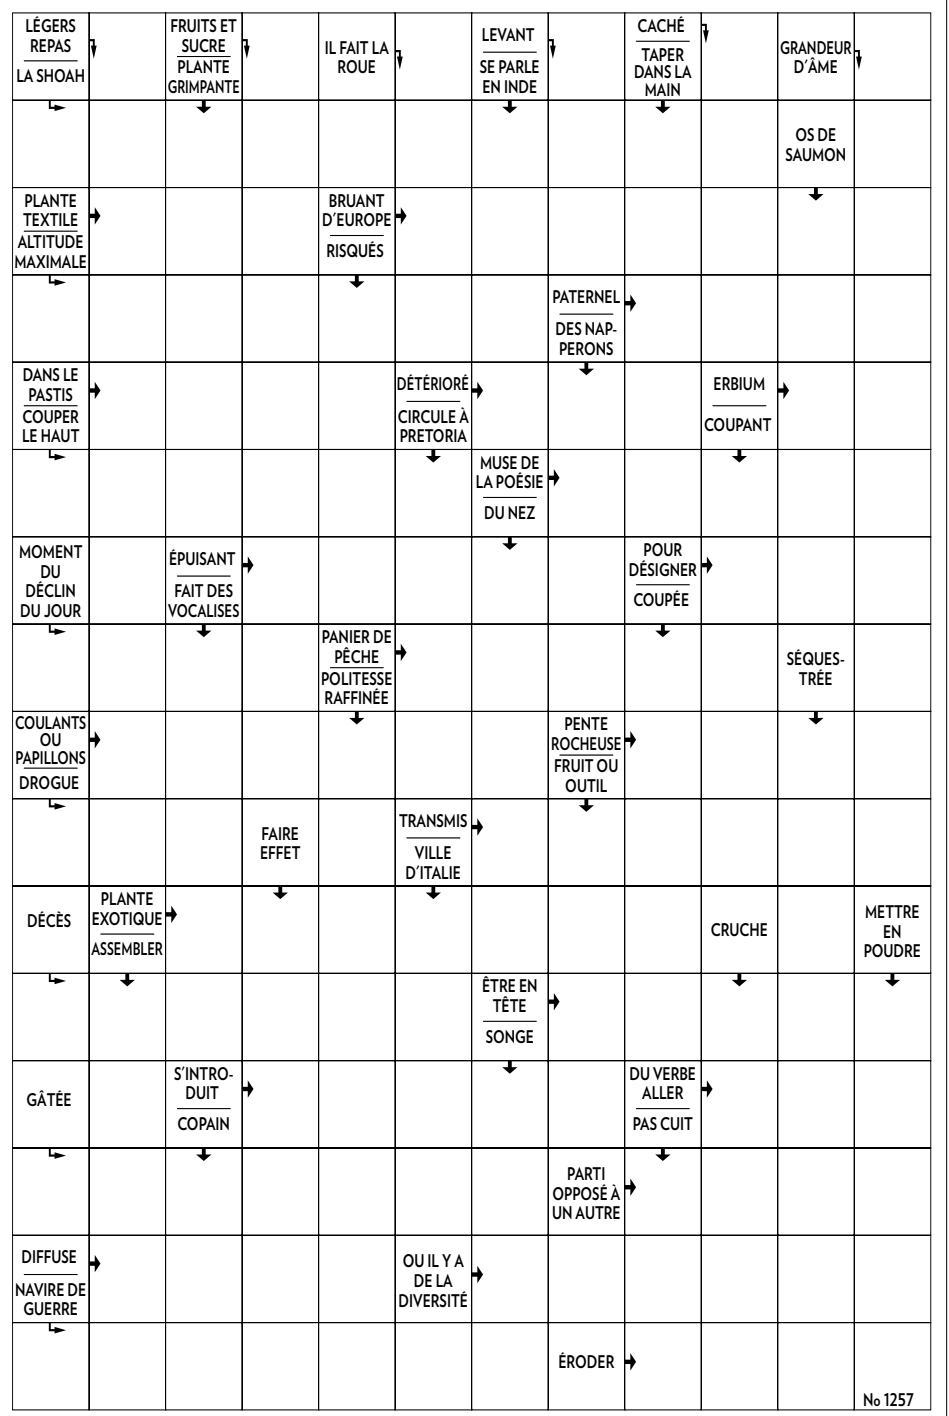 LÉGERS
REPAS
LA SHOAH
FRUITS ET
SUCRE
PLANTE
GRIMPANTE
IL FAIT LA
ROUE
LEVANT
SE PARLE
EN INDE
CACHÉ
TAPER
DANS LA
MAIN
GRANDEUR
D'ÂME
OS DE
SAUMON
PLANTE
TEXTILE
ALTITUDE
MAXIMALE
BRUANT
D'EUROPE
RISQUÉS
PATERNEL
DES NAP-
PERONS
DANS LE
PASTIS
COUPER
LE HAUT
DÉTÉRIORÉ
CIRCULE À
PRETORIA
ERBIUM
COUPANT
MUSE DE
LA POÉSIE
DU NEZ
MOMENT
DU
DÉCLIN
DU JOUR
ÉPUISANT
FAIT DES
VOCALISES
POUR
DÉSIGNER
COUPÉE
PANIER DE
PÊCHE
POLITESSE
RAFFINÉE
SÉQUES-
TRÉE
COULANTS
OU
PAPILLONS
DROGUE
PENTE
ROCHEUSE
FRUIT OU
OUTIL
FAIRE
EFFET
TRANSMIS
VILLE
D'ITALIE
DÉCÈS
PLANTE
EXOTIQUE
ASSEMBLER
CRUCHE
METTRE
EN
POUDRE
ÊTRE EN
TÊTE
SONGE
GÂTÉE
S'INTRO-
DUIT
COPAIN
DU VERBE
ALLER
PAS CUIT
PARTI
OPPOSÉ À
UN AUTRE
DIFFUSE
NAVIRE DE
GUERRE
OU IL Y A
DE LA
DIVERSITÉ
ÉRODER
No 1257